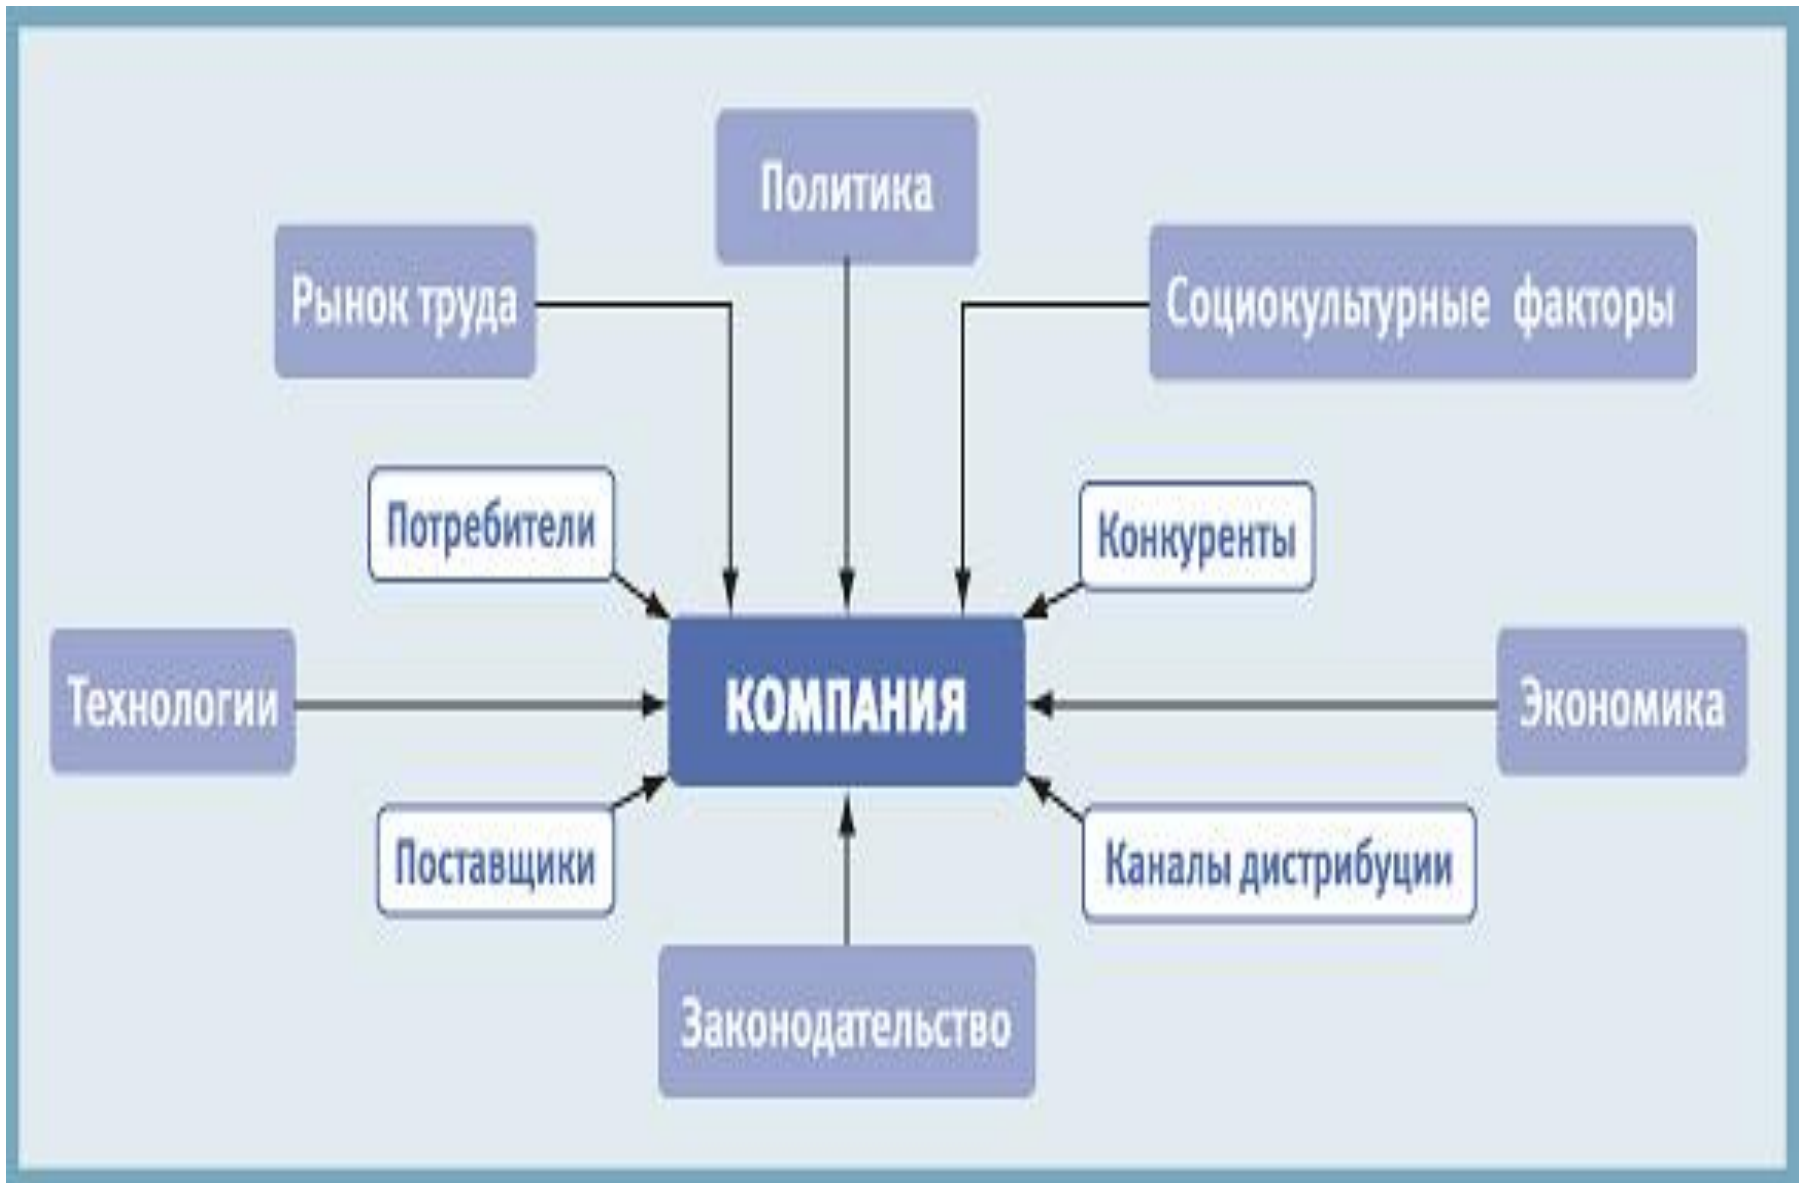 Политика
Рынок труда
Социокультурные факторы
Потребители
Конкуренты
Технологии
КОМПАНИЯ
Экономика
Поставщики
Каналы дистрибуции
Законодательство